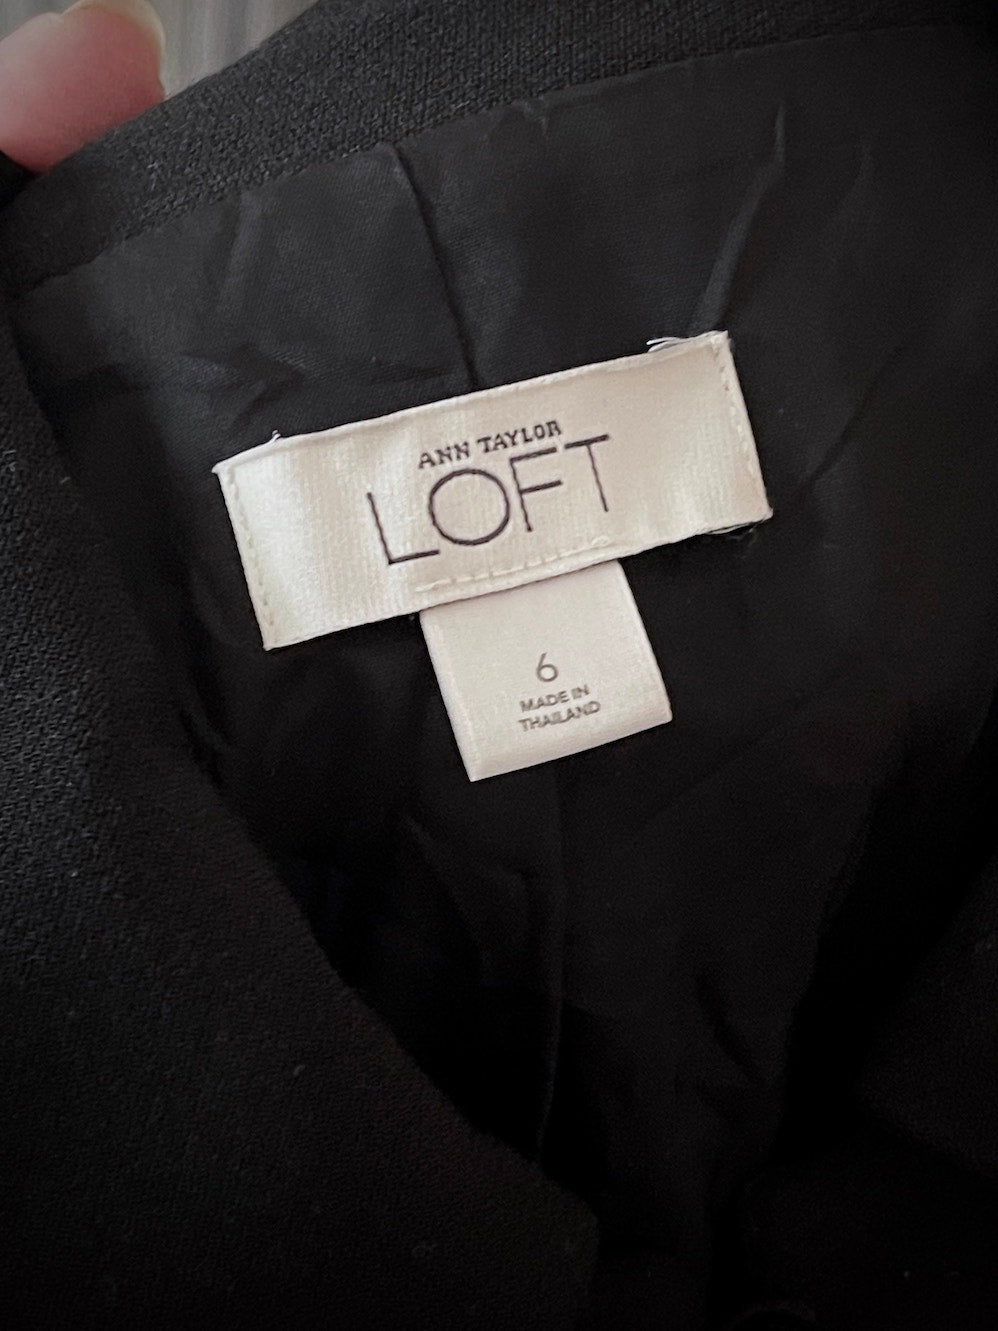 ANN TAYLOR
LOFT
6
MADE IN
THAILAND